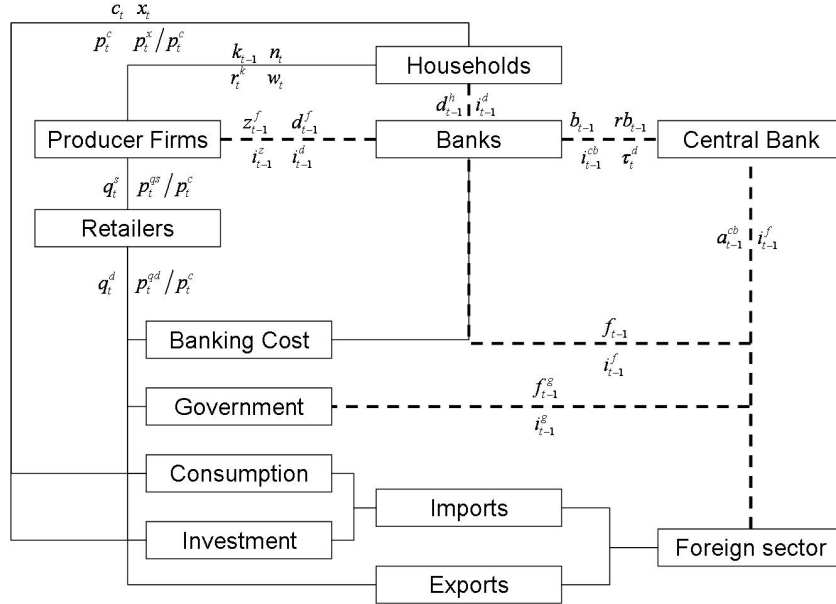 c_t x_t
p_t^c p_t^x/p_t^c
k_{t-1} n_t
r_t^k w_t
Households
d_{t-1}^h i_{t-1}^d
Producer Firms
z_{t-1}^f d_{t-1}^f
i_{t-1}^z i_{t-1}^d
Banks
b_{t-1} rb_{t-1}
i_{t-1}^{cb} τ_t^d
Central Bank
q_t^s p_t^{qs}/p_t^c
Retailers
a_{t-1}^{cb} i_{t-1}^f
q_t^d p_t^{qd}/p_t^c
Banking Cost
f_{t-1}
i_{t-1}^f
Government
f_{t-1}^g
i_{t-1}^g
Consumption
Imports
Investment
Foreign sector
Exports